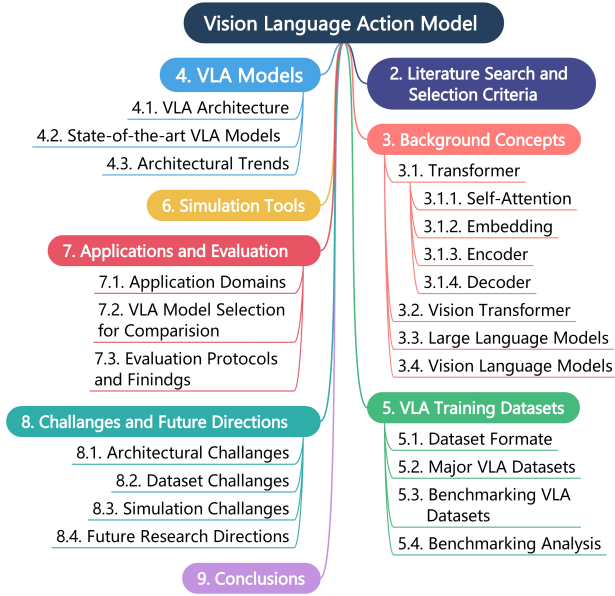 Vision Language Action Model
2. Literature Search and
Selection Criteria
3. Background Concepts
3.1. Transformer
3.1.1. Self-Attention
3.1.2. Embedding
3.1.3. Encoder
3.1.4. Decoder
3.2. Vision Transformer
3.3. Large Language Models
3.4. Vision Language Models
4. VLA Models
4.1. VLA Architecture
4.2. State-of-the-art VLA Models
4.3. Architectural Trends
5. VLA Training Datasets
5.1. Dataset Formate
5.2. Major VLA Datasets
5.3. Benchmarking VLA
Datasets
5.4. Benchmarking Analysis
6. Simulation Tools
7. Applications and Evaluation
7.1. Application Domains
7.2. VLA Model Selection
for Comparision
7.3. Evaluation Protocols
and Finindgs
8. Challanges and Future Directions
8.1. Architectural Challanges
8.2. Dataset Challanges
8.3. Simulation Challanges
8.4. Future Research Directions
9. Conclusions